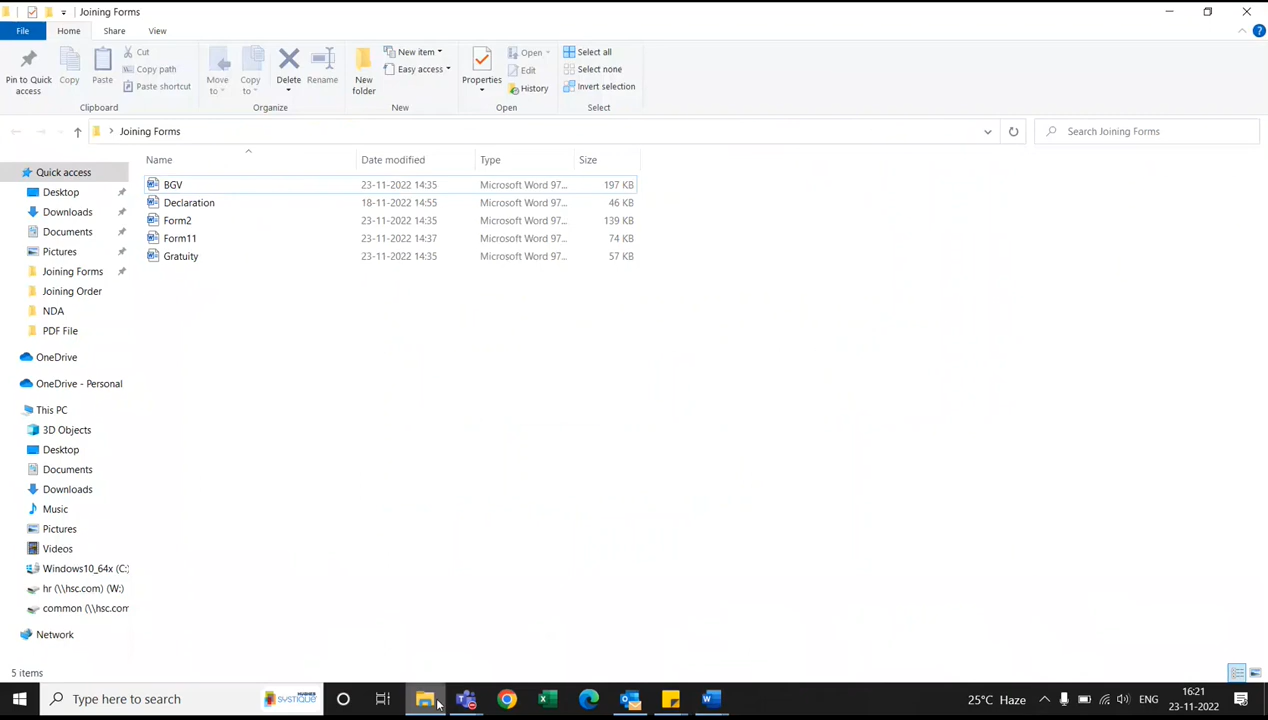 Joining Forms
File Home Share View
Pin to Quick access
Copy
Paste
Cut
Copy path
Paste shortcut
Clipboard
Move to
Copy to
Delete
Rename
Organize
New folder
New item
Easy access
New
Properties
Open
Edit
History
Open
Select all
Select none
Invert selection
Select
Joining Forms
Search Joining Forms
Name Date modified Type Size
BGV 23-11-2022 14:35 Microsoft Word 97... 197 KB
Declaration 18-11-2022 14:55 Microsoft Word 97... 46 KB
Form2 23-11-2022 14:35 Microsoft Word 97... 139 KB
Form11 23-11-2022 14:37 Microsoft Word 97... 74 KB
Gratuity 23-11-2022 14:35 Microsoft Word 97... 57 KB
Quick access
Desktop
Downloads
Documents
Pictures
Joining Forms
Joining Order
NDA
PDF File
OneDrive
OneDrive - Personal
This PC
3D Objects
Desktop
Documents
Downloads
Music
Pictures
Videos
Windows10_64x (C:)
hr (\\hsc.com) (W:)
common (\\hsc.com
Network
5 items
Type here to search
HUGHES
SYSTIQUE
25°C Haze
ENG
16:21
23-11-2022